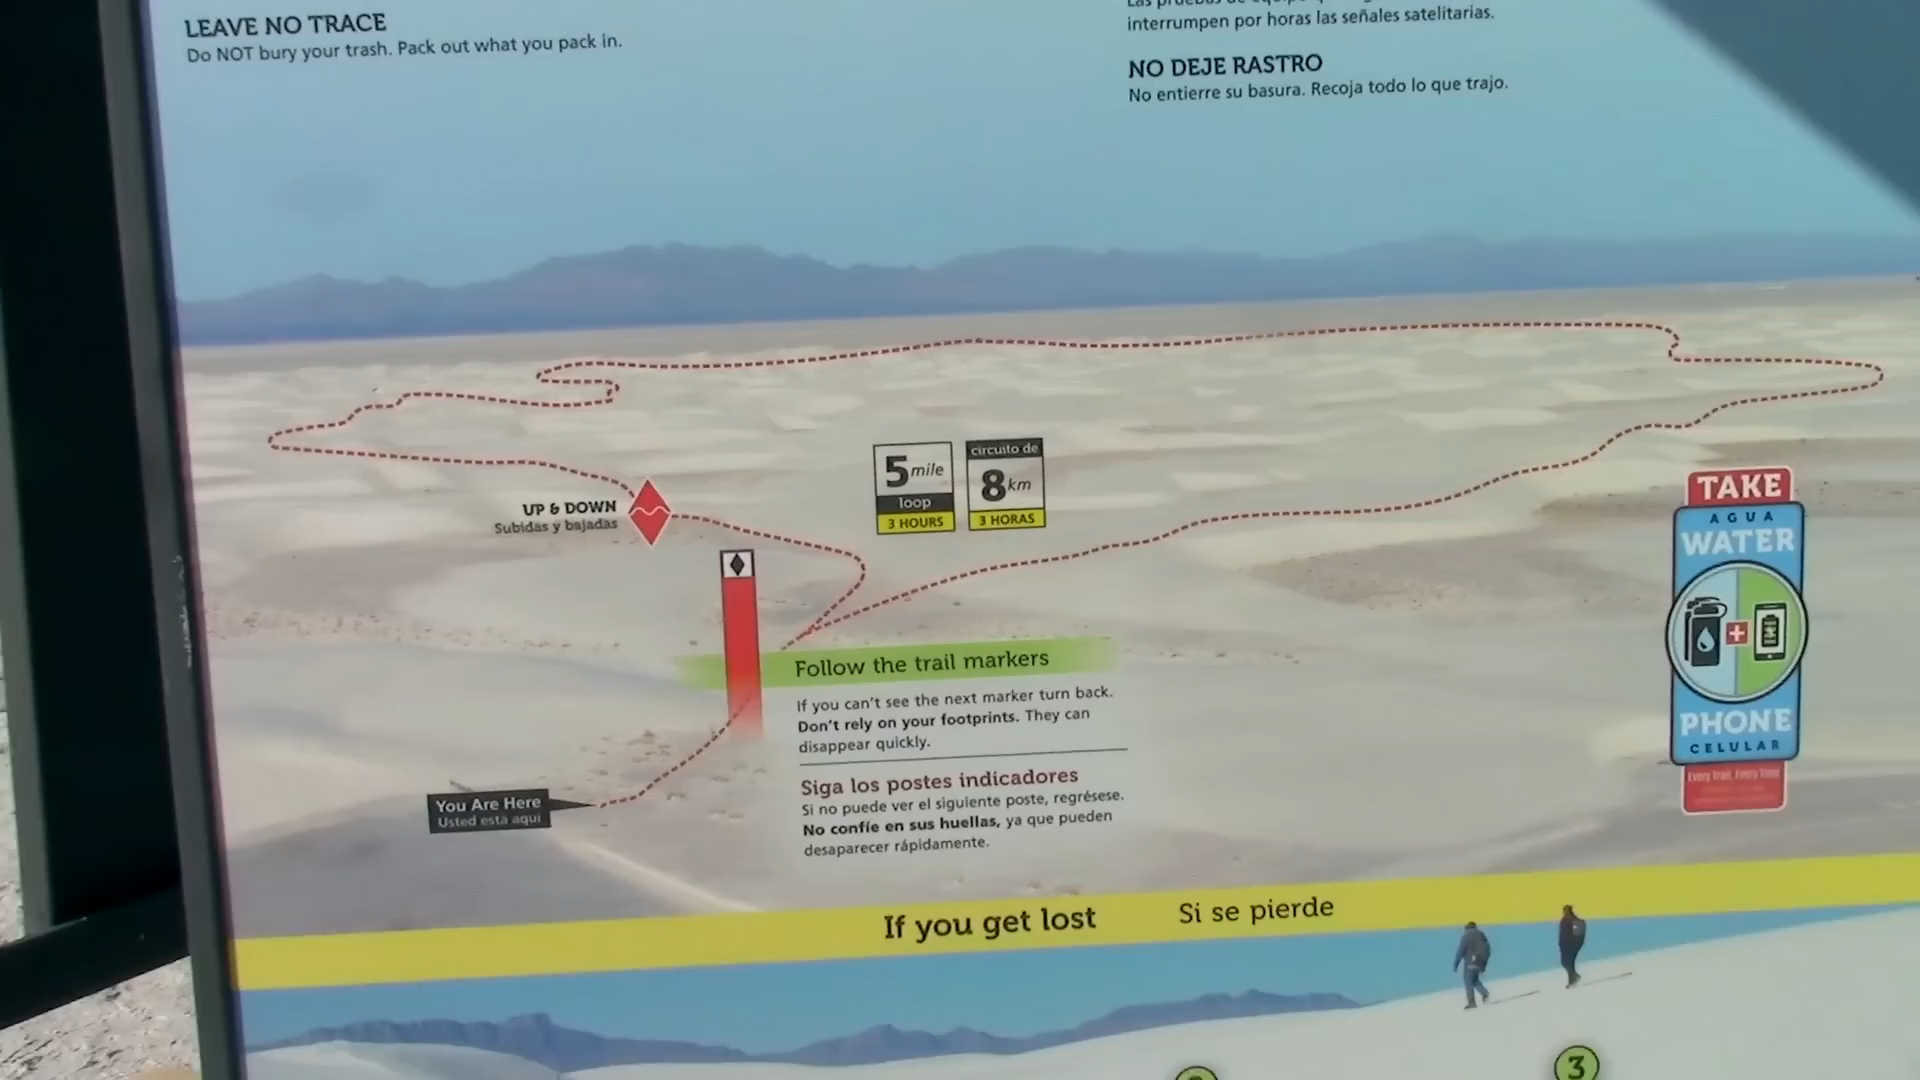 LEAVE NO TRACE
Do NOT bury your trash. Pack out what you pack in.
interrumpen por horas las señales satelitarias.
NO DEJE RASTRO
No entierre su basura. Recoja todo lo que trajo.
UP & DOWN
Subidas y bajadas
5 mile
loop
3 HOURS
circuito de
8 km
3 HORAS
TAKE
AGUA
WATER
PHONE
CELULAR
Every Trail, Every Time
Follow the trail markers
If you can't see the next marker turn back.
Don't rely on your footprints. They can
disappear quickly.
Siga los postes indicadores
Si no puede ver el siguiente poste, regrésese.
No confíe en sus huellas, ya que pueden
desaparecer rápidamente.
You Are Here
Usted está aquí
If you get lost
Si se pierde
3